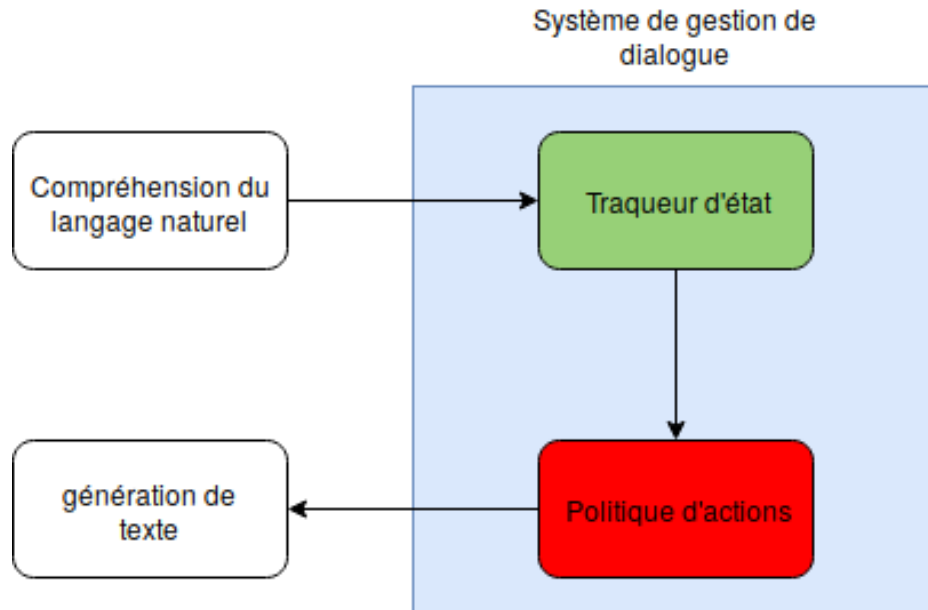 Système de gestion de
dialogue
Compréhension du
langage naturel
Traqueur d'état
génération de
texte
Politique d'actions